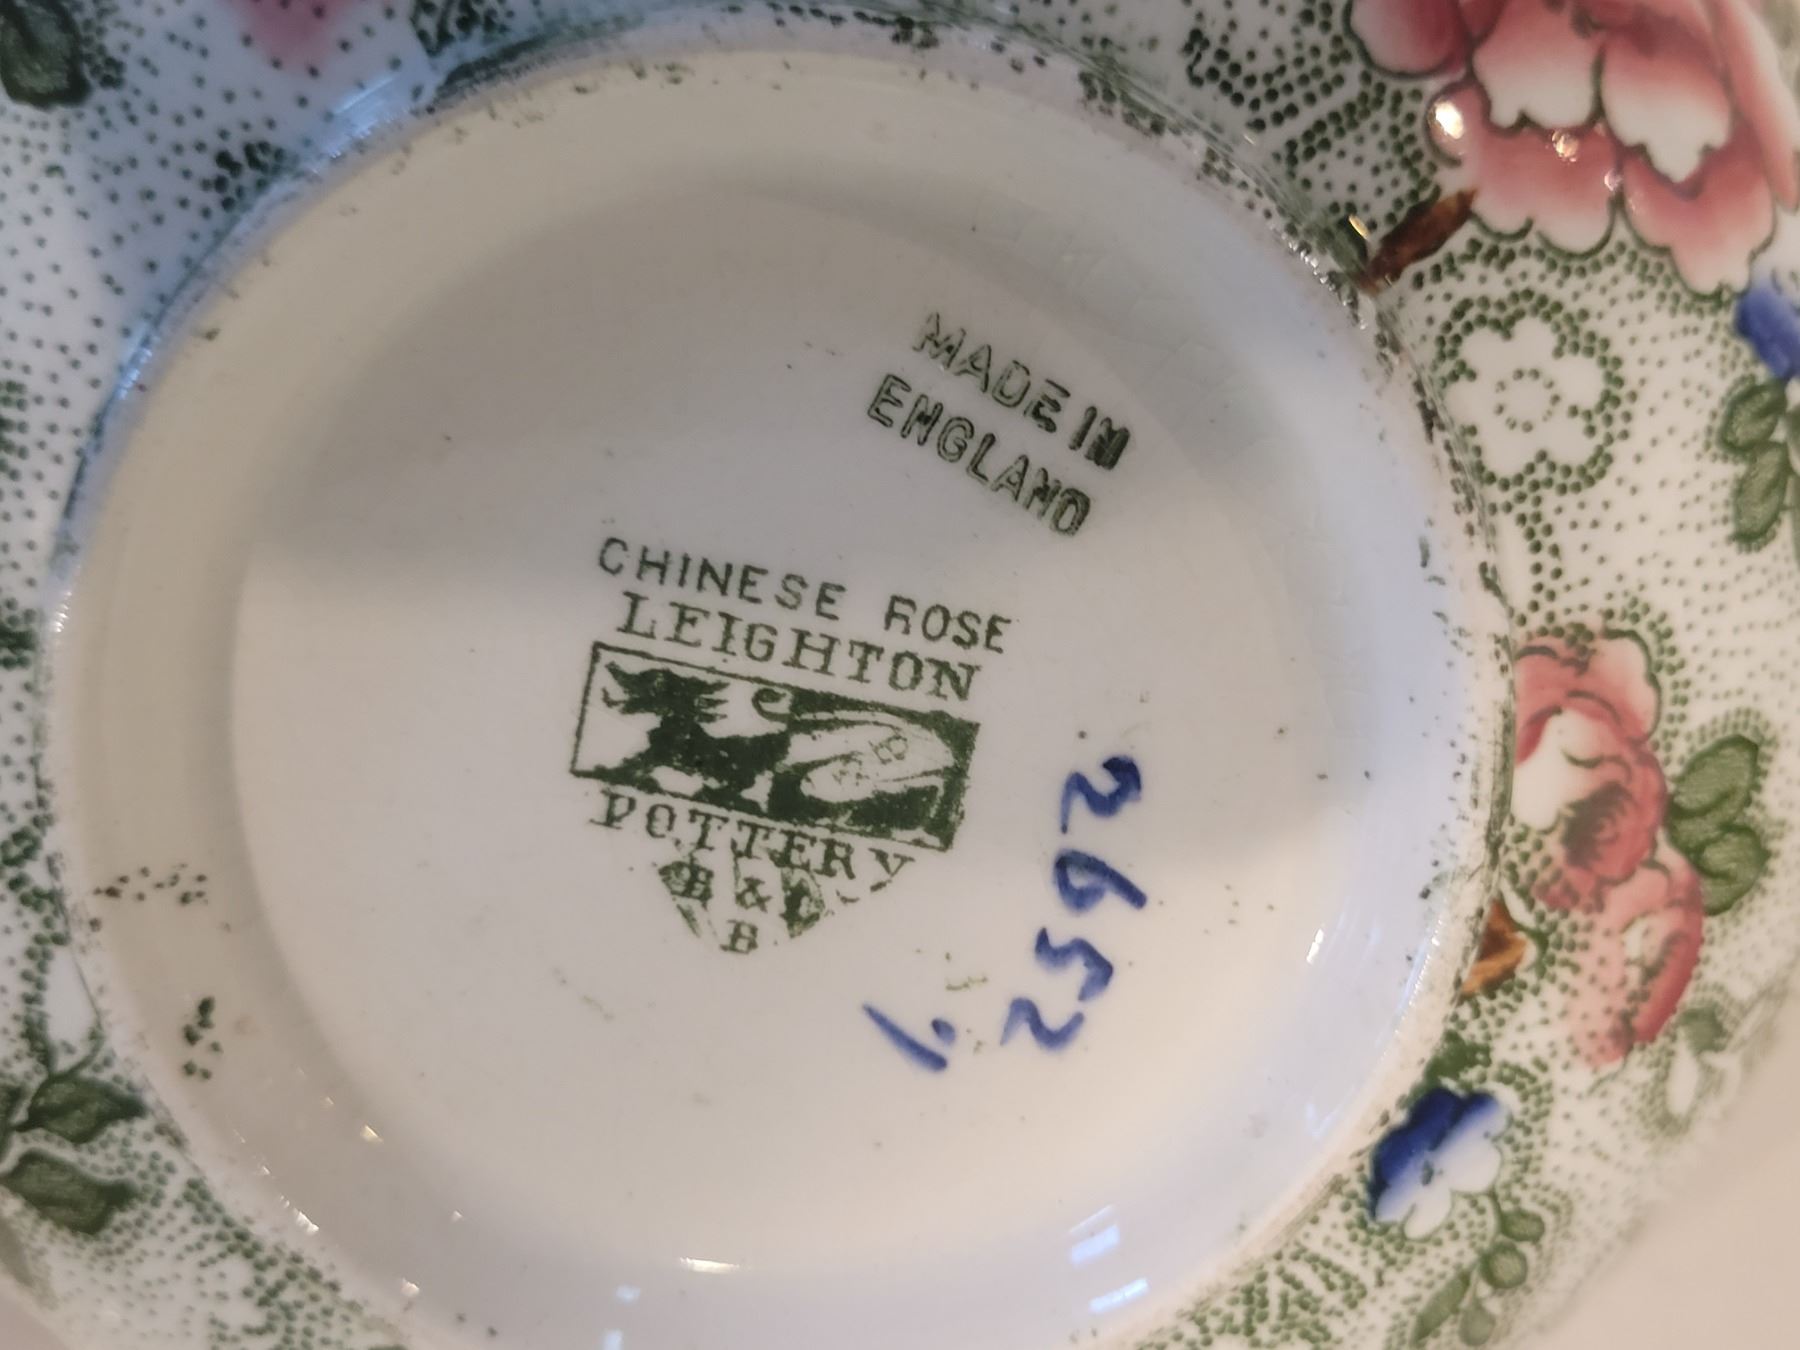 MADE IN
ENGLAND
CHINESE ROSE
LEIGHTON
POTTERY
E & C
B
1.
2592